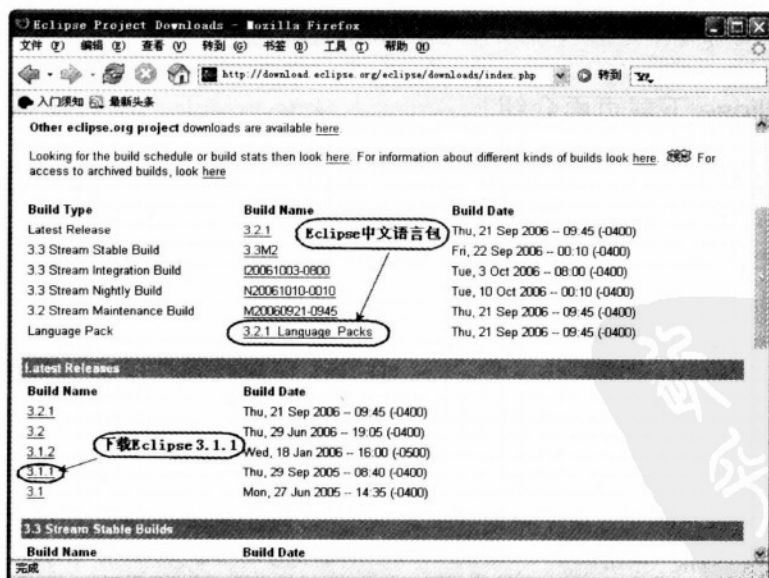 Eclipse Project Downloads - Mozilla Firefox
文件(F) 编辑(E) 查看(V) 转到(G) 书签(B) 工具(T) 帮助(H)
http://download.eclipse.org/eclipse/downloads/index.php 转到
入门须知 最新头条
Other eclipse.org project downloads are available here
Looking for the build schedule or build stats then look here. For information about different kinds of builds look here. For
access to archived builds, look here
Build Type Build Name Build Date
Latest Release 3.2.1 Thu, 21 Sep 2006 -- 09:45 (-0400)
Eclipse中文语言包
3.3 Stream Stable Build 3.3M2 Fri, 22 Sep 2006 -- 00:10 (-0400)
3.3 Stream Integration Build I20061003-0800 Tue, 3 Oct 2006 -- 08:00 (-0400)
3.3 Stream Nightly Build N20061010-0010 Tue, 10 Oct 2006 -- 00:10 (-0400)
3.2 Stream Maintenance Build M20060921-0945 Thu, 21 Sep 2006 -- 09:45 (-0400)
Language Pack 3.2.1 Language Packs Thu, 21 Sep 2006 -- 09:45 (-0400)
Latest Releases
Build Name Build Date
3.2.1 Thu, 21 Sep 2006 -- 09:45 (-0400)
3.2 Thu, 29 Jun 2006 -- 19:05 (-0400)
下载Eclipse 3.1.1
3.1.2 Wed, 18 Jan 2006 -- 16:00 (-0500)
3.1.1 Thu, 29 Sep 2005 -- 08:40 (-0400)
3.1 Mon, 27 Jun 2005 -- 14:35 (-0400)
3.3 Stream Stable Builds
Build Name Build Date
完成